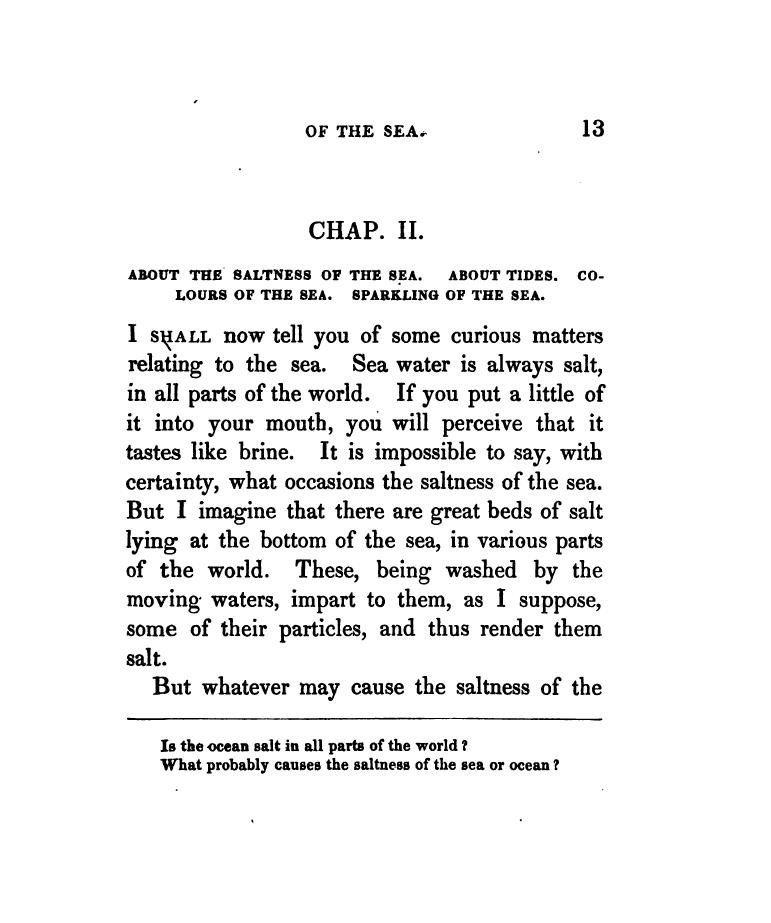 OF THE SEA.
13
CHAP. II.
ABOUT THE SALTNESS OF THE SEA. ABOUT TIDES. CO-
LOURS OF THE SEA. SPARKLING OF THE SEA.
I SHALL now tell you of some curious matters
relating to the sea. Sea water is always salt,
in all parts of the world. If you put a little of
it into your mouth, you will perceive that it
tastes like brine. It is impossible to say, with
certainty, what occasions the saltness of the sea.
But I imagine that there are great beds of salt
lying at the bottom of the sea, in various parts
of the world. These, being washed by the
moving waters, impart to them, as I suppose,
some of their particles, and thus render them
salt.
But whatever may cause the saltness of the
Is the ocean salt in all parts of the world?
What probably causes the saltness of the sea or ocean?